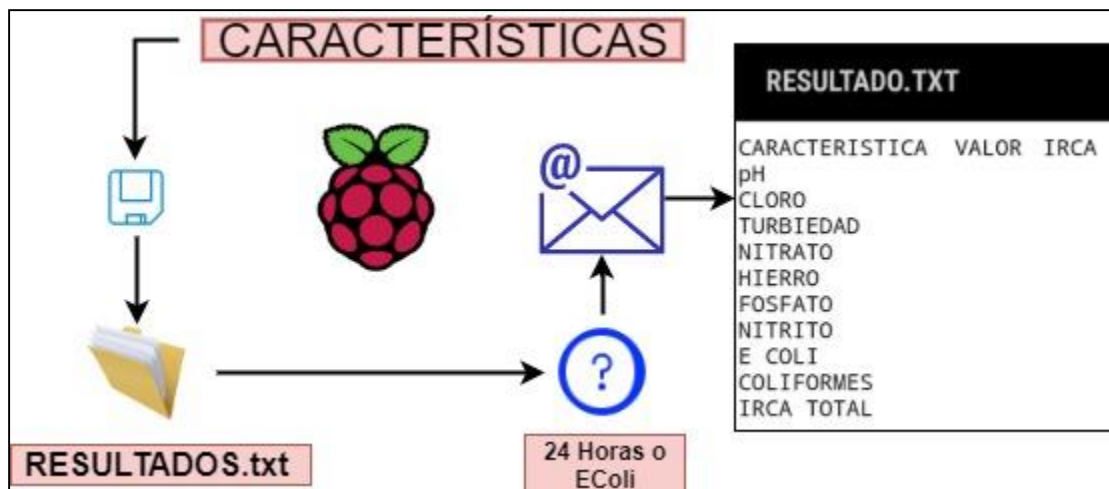 CARACTERÍSTICAS
RESULTADO.TXT
CARACTERISTICA VALOR IRCA
pH
CLORO
TURBIEDAD
NITRATO
HIERRO
FOSFATO
NITRITO
E COLI
COLIFORMES
IRCA TOTAL
@
?
RESULTADOS.txt
24 Horas o
EColi